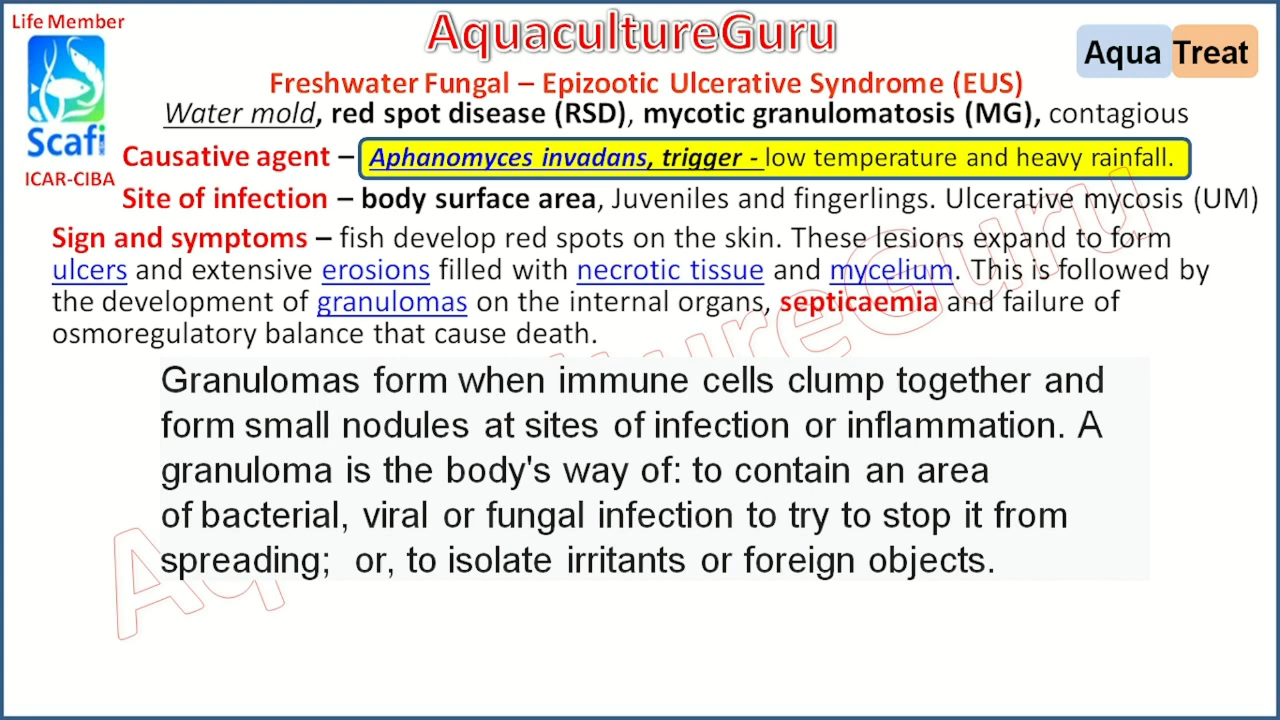 Life Member
AquacultureGuru
Aqua Treat
Scafi
ICAR-CIBA
Freshwater Fungal – Epizootic Ulcerative Syndrome (EUS)
Water mold, red spot disease (RSD), mycotic granulomatosis (MG), contagious
Causative agent – Aphanomyces invadans, trigger - low temperature and heavy rainfall.
Site of infection – body surface area, Juveniles and fingerlings. Ulcerative mycosis (UM)
Sign and symptoms – fish develop red spots on the skin. These lesions expand to form
ulcers and extensive erosions filled with necrotic tissue and mycelium. This is followed by
the development of granulomas on the internal organs, septicaemia and failure of
osmoregulatory balance that cause death.
Granulomas form when immune cells clump together and
form small nodules at sites of infection or inflammation. A
granuloma is the body's way of: to contain an area
of bacterial, viral or fungal infection to try to stop it from
spreading; or, to isolate irritants or foreign objects.